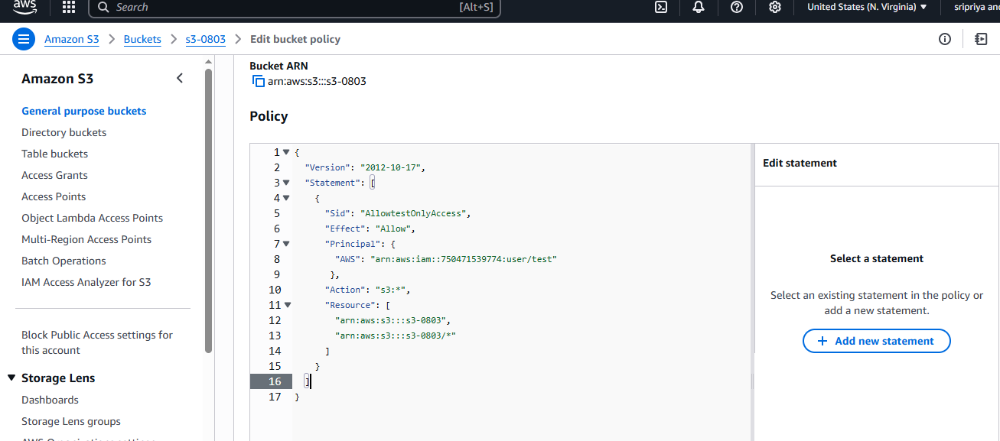 aws
Search
[Alt+S]
United States (N. Virginia)
sripriya
Amazon S3
Buckets
s3-0803
Edit bucket policy
Amazon S3
General purpose buckets
Directory buckets
Table buckets
Access Grants
Access Points
Object Lambda Access Points
Multi-Region Access Points
Batch Operations
IAM Access Analyzer for S3
Block Public Access settings for
this account
Storage Lens
Dashboards
Storage Lens groups
Bucket ARN
arn:aws:s3:::s3-0803
Policy
1 {
2 "Version": "2012-10-17",
3 "Statement": [
4 {
5 "Sid": "AllowtestOnlyAccess",
6 "Effect": "Allow",
7 "Principal": {
8 "AWS": "arn:aws:iam::750471539774:user/test"
9 },
10 "Action": "s3:*",
11 "Resource": [
12 "arn:aws:s3:::s3-0803",
13 "arn:aws:s3:::s3-0803/*"
14 ]
15 }
16 ]
17 }
Edit statement
Select a statement
Select an existing statement in the policy or
add a new statement.
+ Add new statement